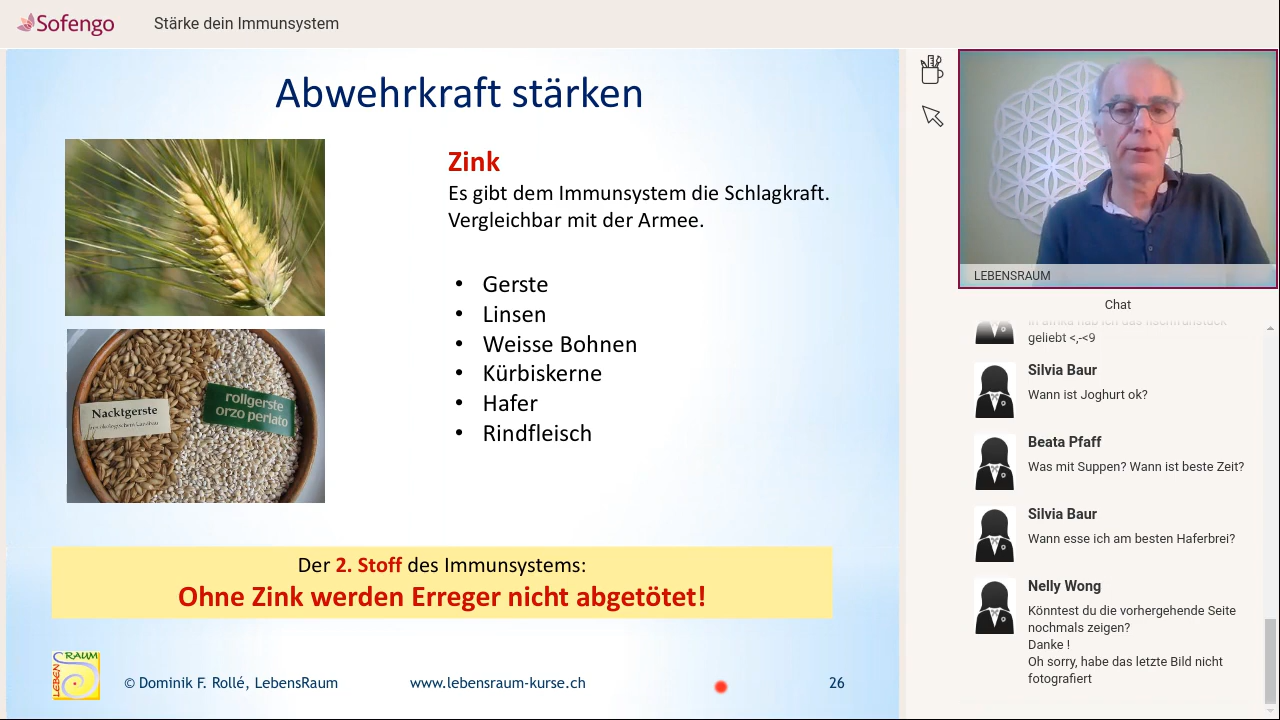 Sofengo
Stärke dein Immunsystem
Abwehrkraft stärken
Zink
Es gibt dem Immunsystem die Schlagkraft.
Vergleichbar mit der Armee.
• Gerste
• Linsen
• Weisse Bohnen
• Kürbiskerne
• Hafer
• Rindfleisch
Nacktgerste
rollgerste
orzo perlato
Der 2. Stoff des Immunsystems:
Ohne Zink werden Erreger nicht abgetötet!
LEBENSRAUM
© Dominik F. Rollé, LebensRaum
www.lebensraum-kurse.ch
26
LEBENSRAUM
Chat
geliebt <,-<9
Silvia Baur
Wann ist Joghurt ok?
Beata Pfaff
Was mit Suppen? Wann ist beste Zeit?
Silvia Baur
Wann esse ich am besten Haferbrei?
Nelly Wong
Könntest du die vorhergehende Seite
nochmals zeigen?
Danke !
Oh sorry, habe das letzte Bild nicht
fotografiert